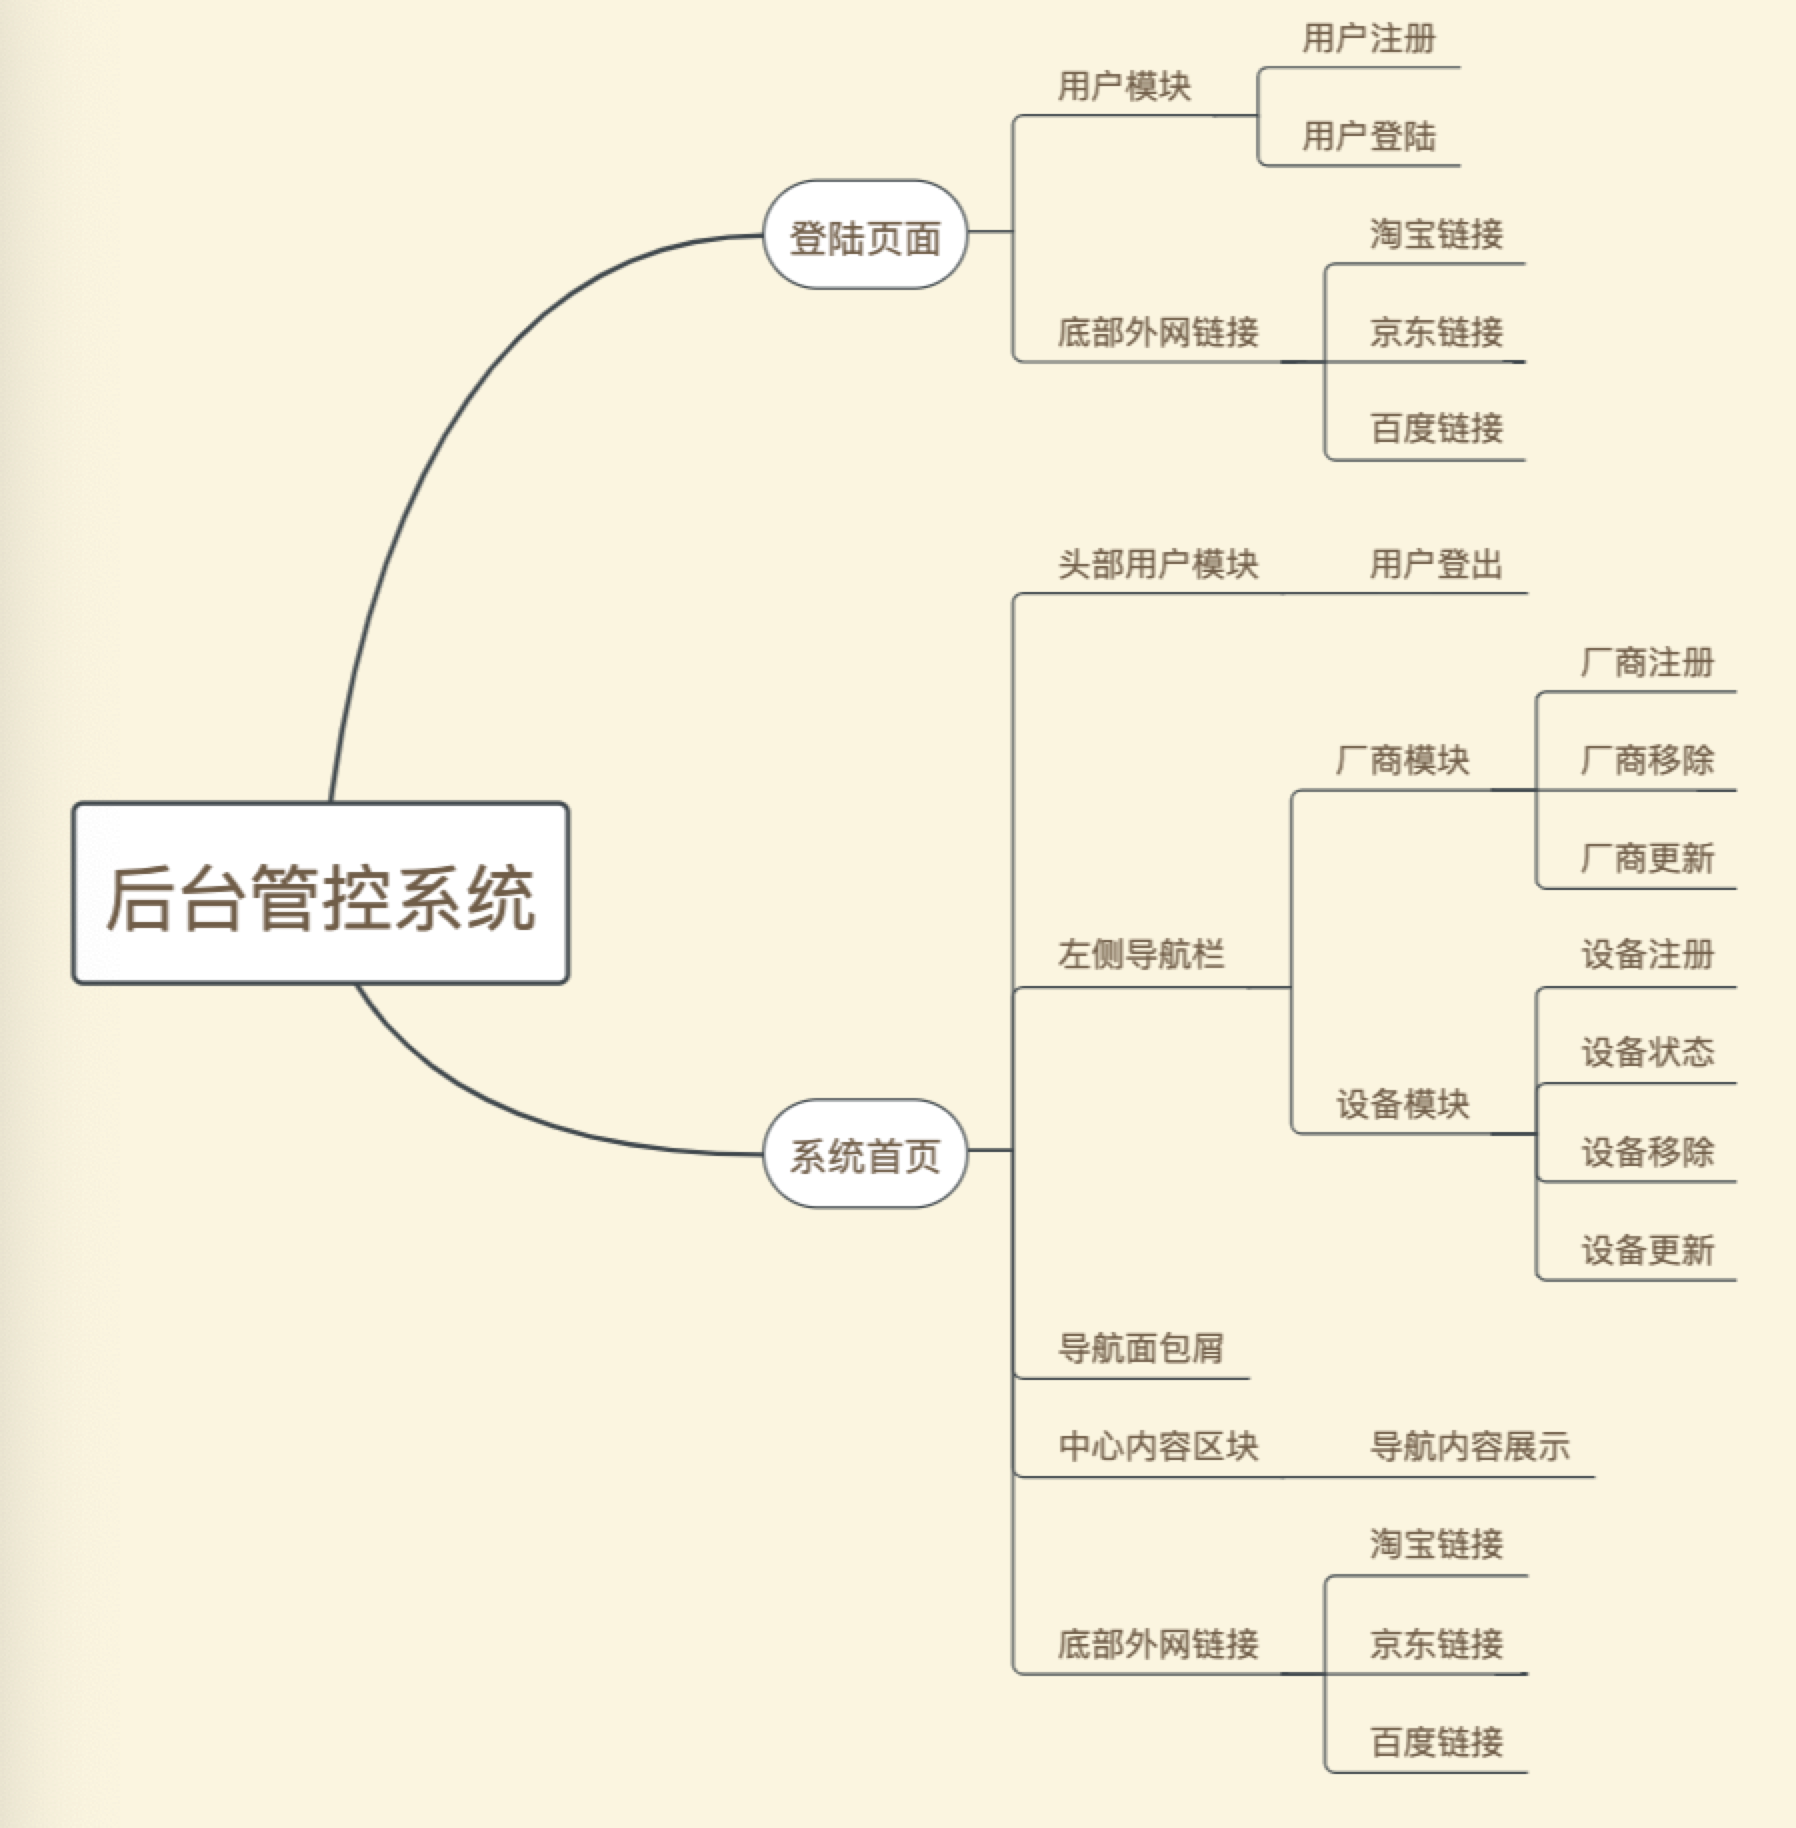 后台管控系统
登陆页面
用户模块
用户注册
用户登陆
底部外网链接
淘宝链接
京东链接
百度链接
系统首页
头部用户模块
用户登出
左侧导航栏
厂商模块
厂商注册
厂商移除
厂商更新
设备模块
设备注册
设备状态
设备移除
设备更新
导航面包屑
中心内容区块
导航内容展示
底部外网链接
淘宝链接
京东链接
百度链接